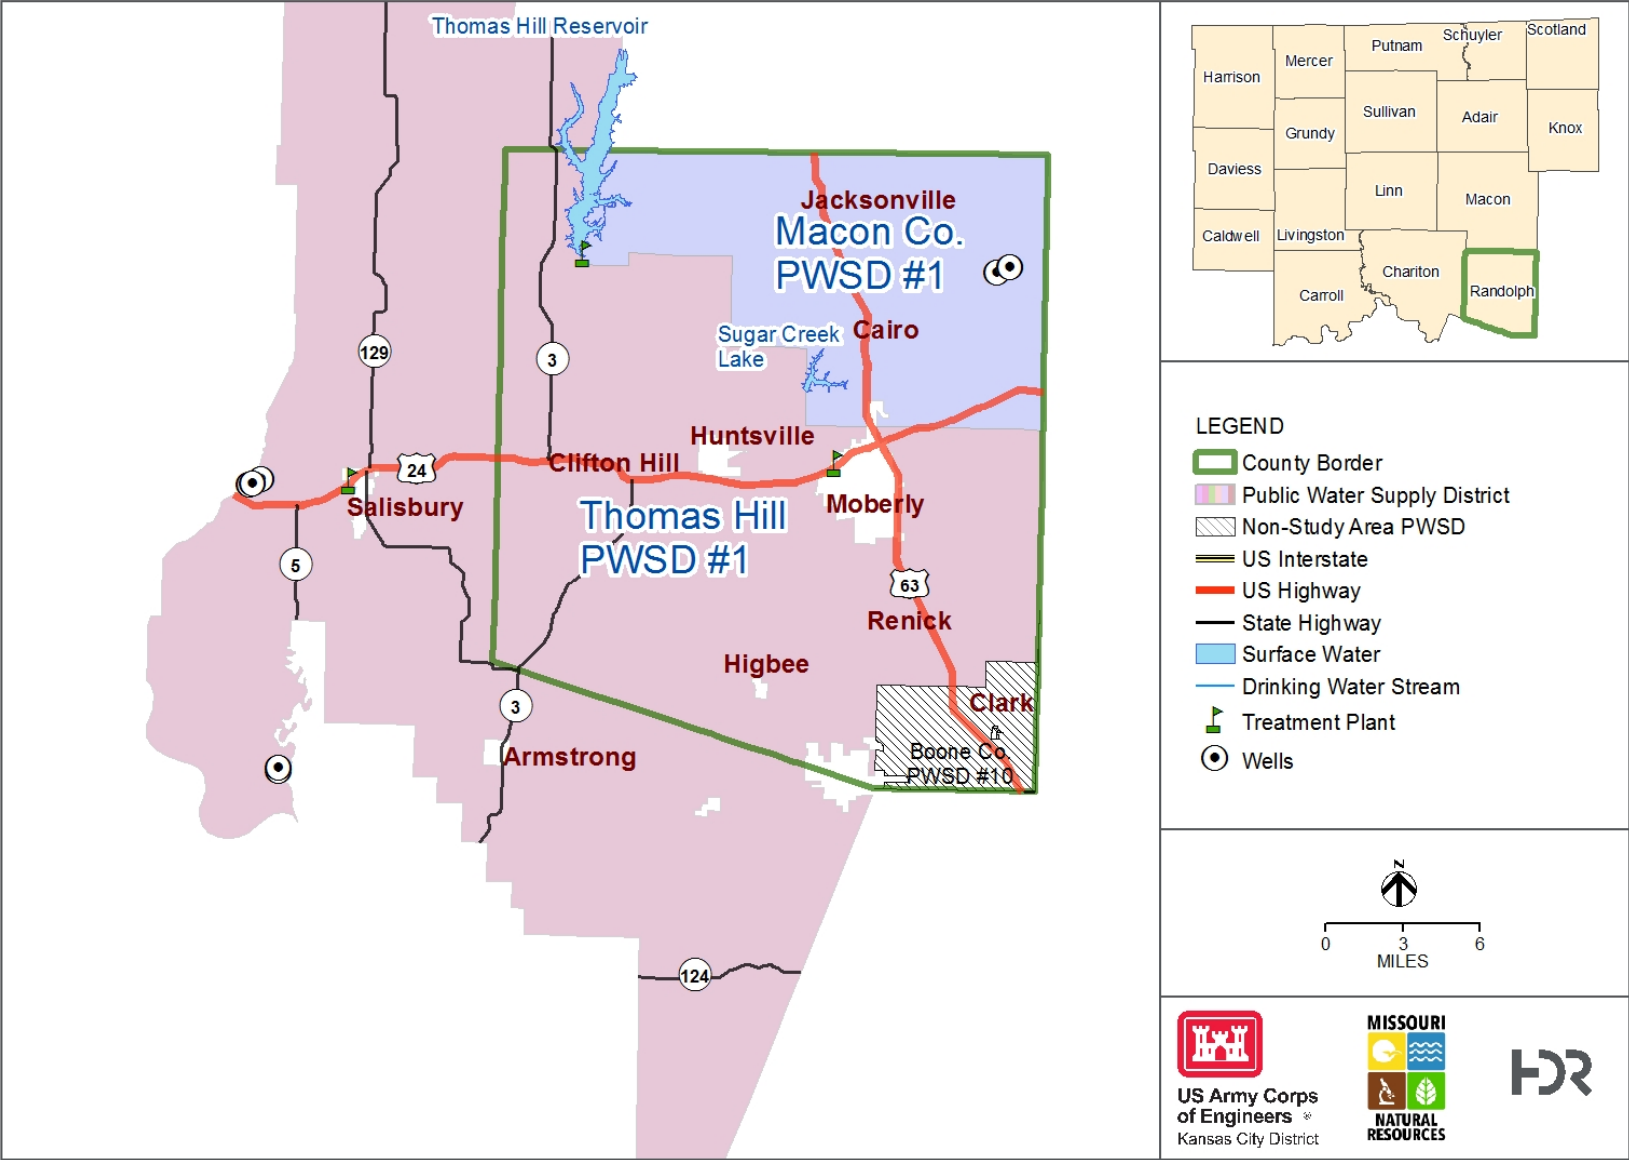 Thomas Hill Reservoir
Jacksonville
Macon Co.
PWSD #1
Sugar Creek
Lake
Cairo
129
3
Huntsville
Clifton Hill
24
Salisbury
Moberly
Thomas Hill
PWSD #1
5
63
Renick
Higbee
Clark
3
Armstrong
Boone Co.
PWSD #10
124
Harrison
Mercer
Putnam
Schuyler
Scotland
Grundy
Sullivan
Adair
Knox
Daviess
Linn
Macon
Caldwell
Livingston
Chariton
Carroll
Randolph
LEGEND
County Border
Public Water Supply District
Non-Study Area PWSD
US Interstate
US Highway
State Highway
Surface Water
Drinking Water Stream
Treatment Plant
Wells
N
0 3 6
MILES
US Army Corps
of Engineers
Kansas City District
MISSOURI
NATURAL
RESOURCES
HDR